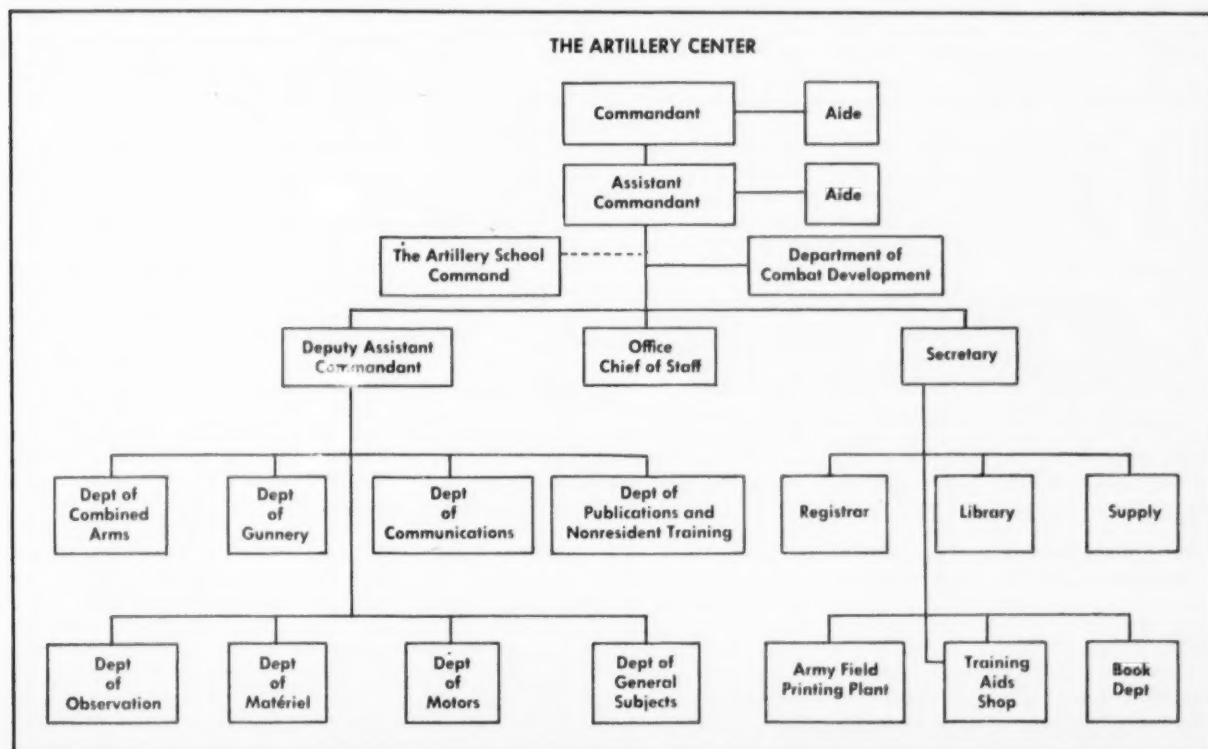 THE ARTILLERY CENTER
Commandant
Aide
Assistant
Commandant
Aide
The Artillery School
Command
Department of
Combat Development
Deputy Assistant
Commandant
Office
Chief of Staff
Secretary
Dept of
Combined
Arms
Dept
of
Gunnery
Dept
of
Communications
Dept of
Publications and
Nonresident Training
Registrar
Library
Supply
Dept
of
Observation
Dept
of
Matériel
Dept
of
Motors
Dept of
General
Subjects
Army Field
Printing Plant
Training
Aids
Shop
Book
Dept